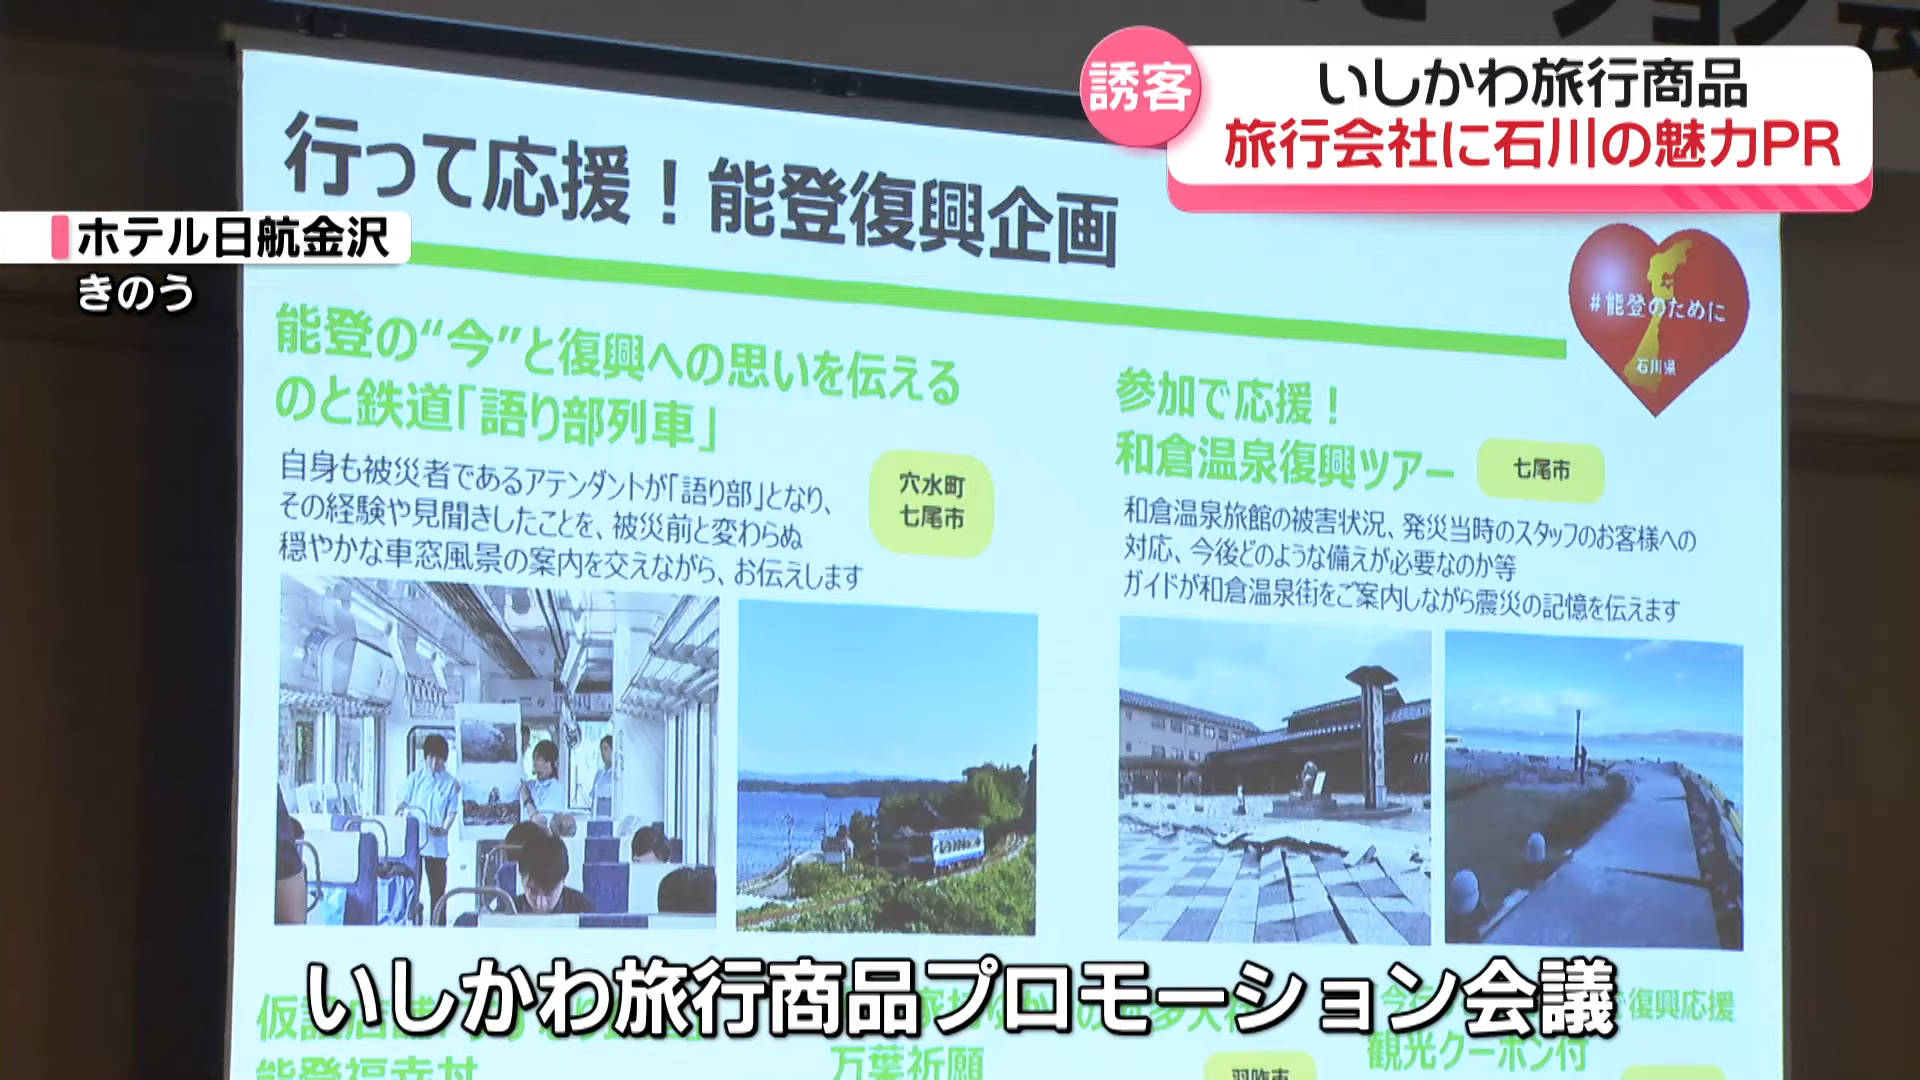 誘客
いしかわ旅行商品
旅行会社に石川の魅力PR
ホテル日航金沢
きのう
行って応援！能登復興企画
#能登のために
石川県
能登の“今”と復興への思いを伝える
のと鉄道「語り部列車」
自身も被災者であるアテンダントが「語り部」となり、
その経験や見聞きしたことを、被災前と変わらぬ
穏やかな車窓風景の案内を交えながら、お伝えします
穴水町
七尾市
参加で応援！
和倉温泉復興ツアー
七尾市
和倉温泉旅館の被害状況、発災当時のスタッフのお客様への
対応、今後どのような備えが必要なのか等
ガイドが和倉温泉街をご案内しながら震災の記憶を伝えます
いしかわ旅行商品プロモーション会議
万葉祈願
復興応援
観光クーポン付
羽咋市